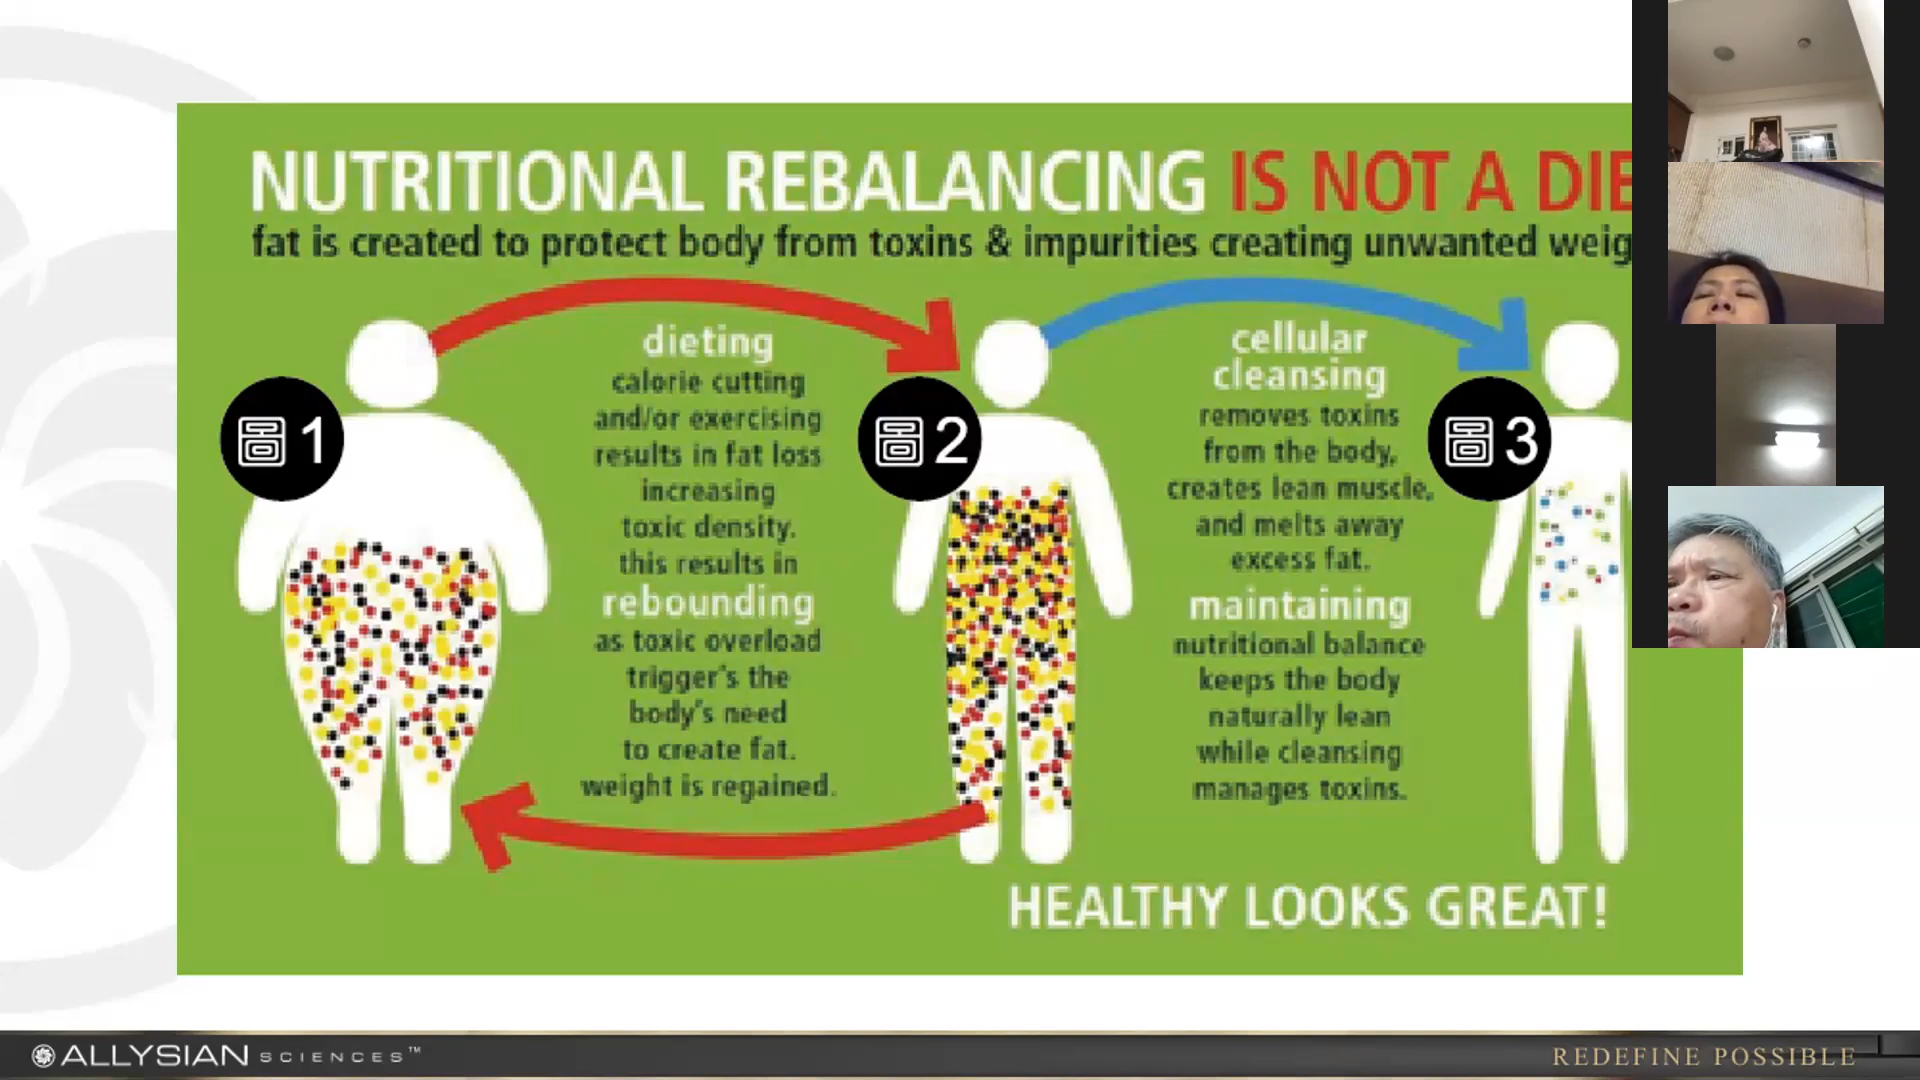 NUTRITIONAL REBALANCING IS NOT A DIE
fat is created to protect body from toxins & impurities creating unwanted weig
dieting
calorie cutting
and/or exercising
results in fat loss
increasing
toxic density.
this results in
rebounding
as toxic overload
trigger's the
body's need
to create fat.
weight is regained.
cellular
cleansing
removes toxins
from the body,
creates lean muscle,
and melts away
excess fat.
maintaining
nutritional balance
keeps the body
naturally lean
while cleansing
manages toxins.
圖1
圖2
圖3
HEALTHY LOOKS GREAT!
ALLYSIAN SCIENCES™
REDEFINE POSSIBLE